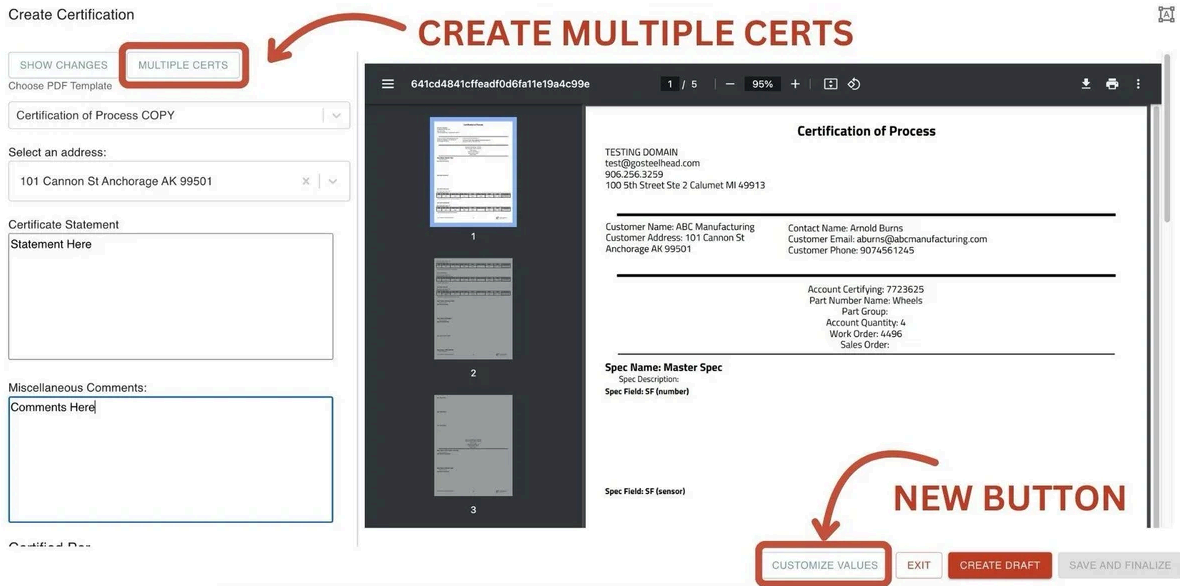 Create Certification
CREATE MULTIPLE CERTS
SHOW CHANGES
MULTIPLE CERTS
Choose PDF Template
Certification of Process COPY
Select an address:
101 Cannon St Anchorage AK 99501
Certificate Statement
Statement Here
Miscellaneous Comments:
Comments Here
641cd4841cffeadf0d6fa11e19a4c99e
1 / 5
95%
1
2
3
Certification of Process
TESTING DOMAIN
test@gosteelhead.com
906.256.3259
100 5th Street Ste 2 Calumet MI 49913
Customer Name: ABC Manufacturing
Customer Address: 101 Cannon St
Anchorage AK 99501
Contact Name: Arnold Burns
Customer Email: aburns@abcmanufacturing.com
Customer Phone: 9074561245
Account Certifying: 7723625
Part Number Name: Wheels
Part Group:
Account Quantity: 4
Work Order: 4496
Sales Order:
Spec Name: Master Spec
Spec Description:
Spec Field: SF (number)
Spec Field: SF (sensor)
NEW BUTTON
CUSTOMIZE VALUES
EXIT
CREATE DRAFT
SAVE AND FINALIZE